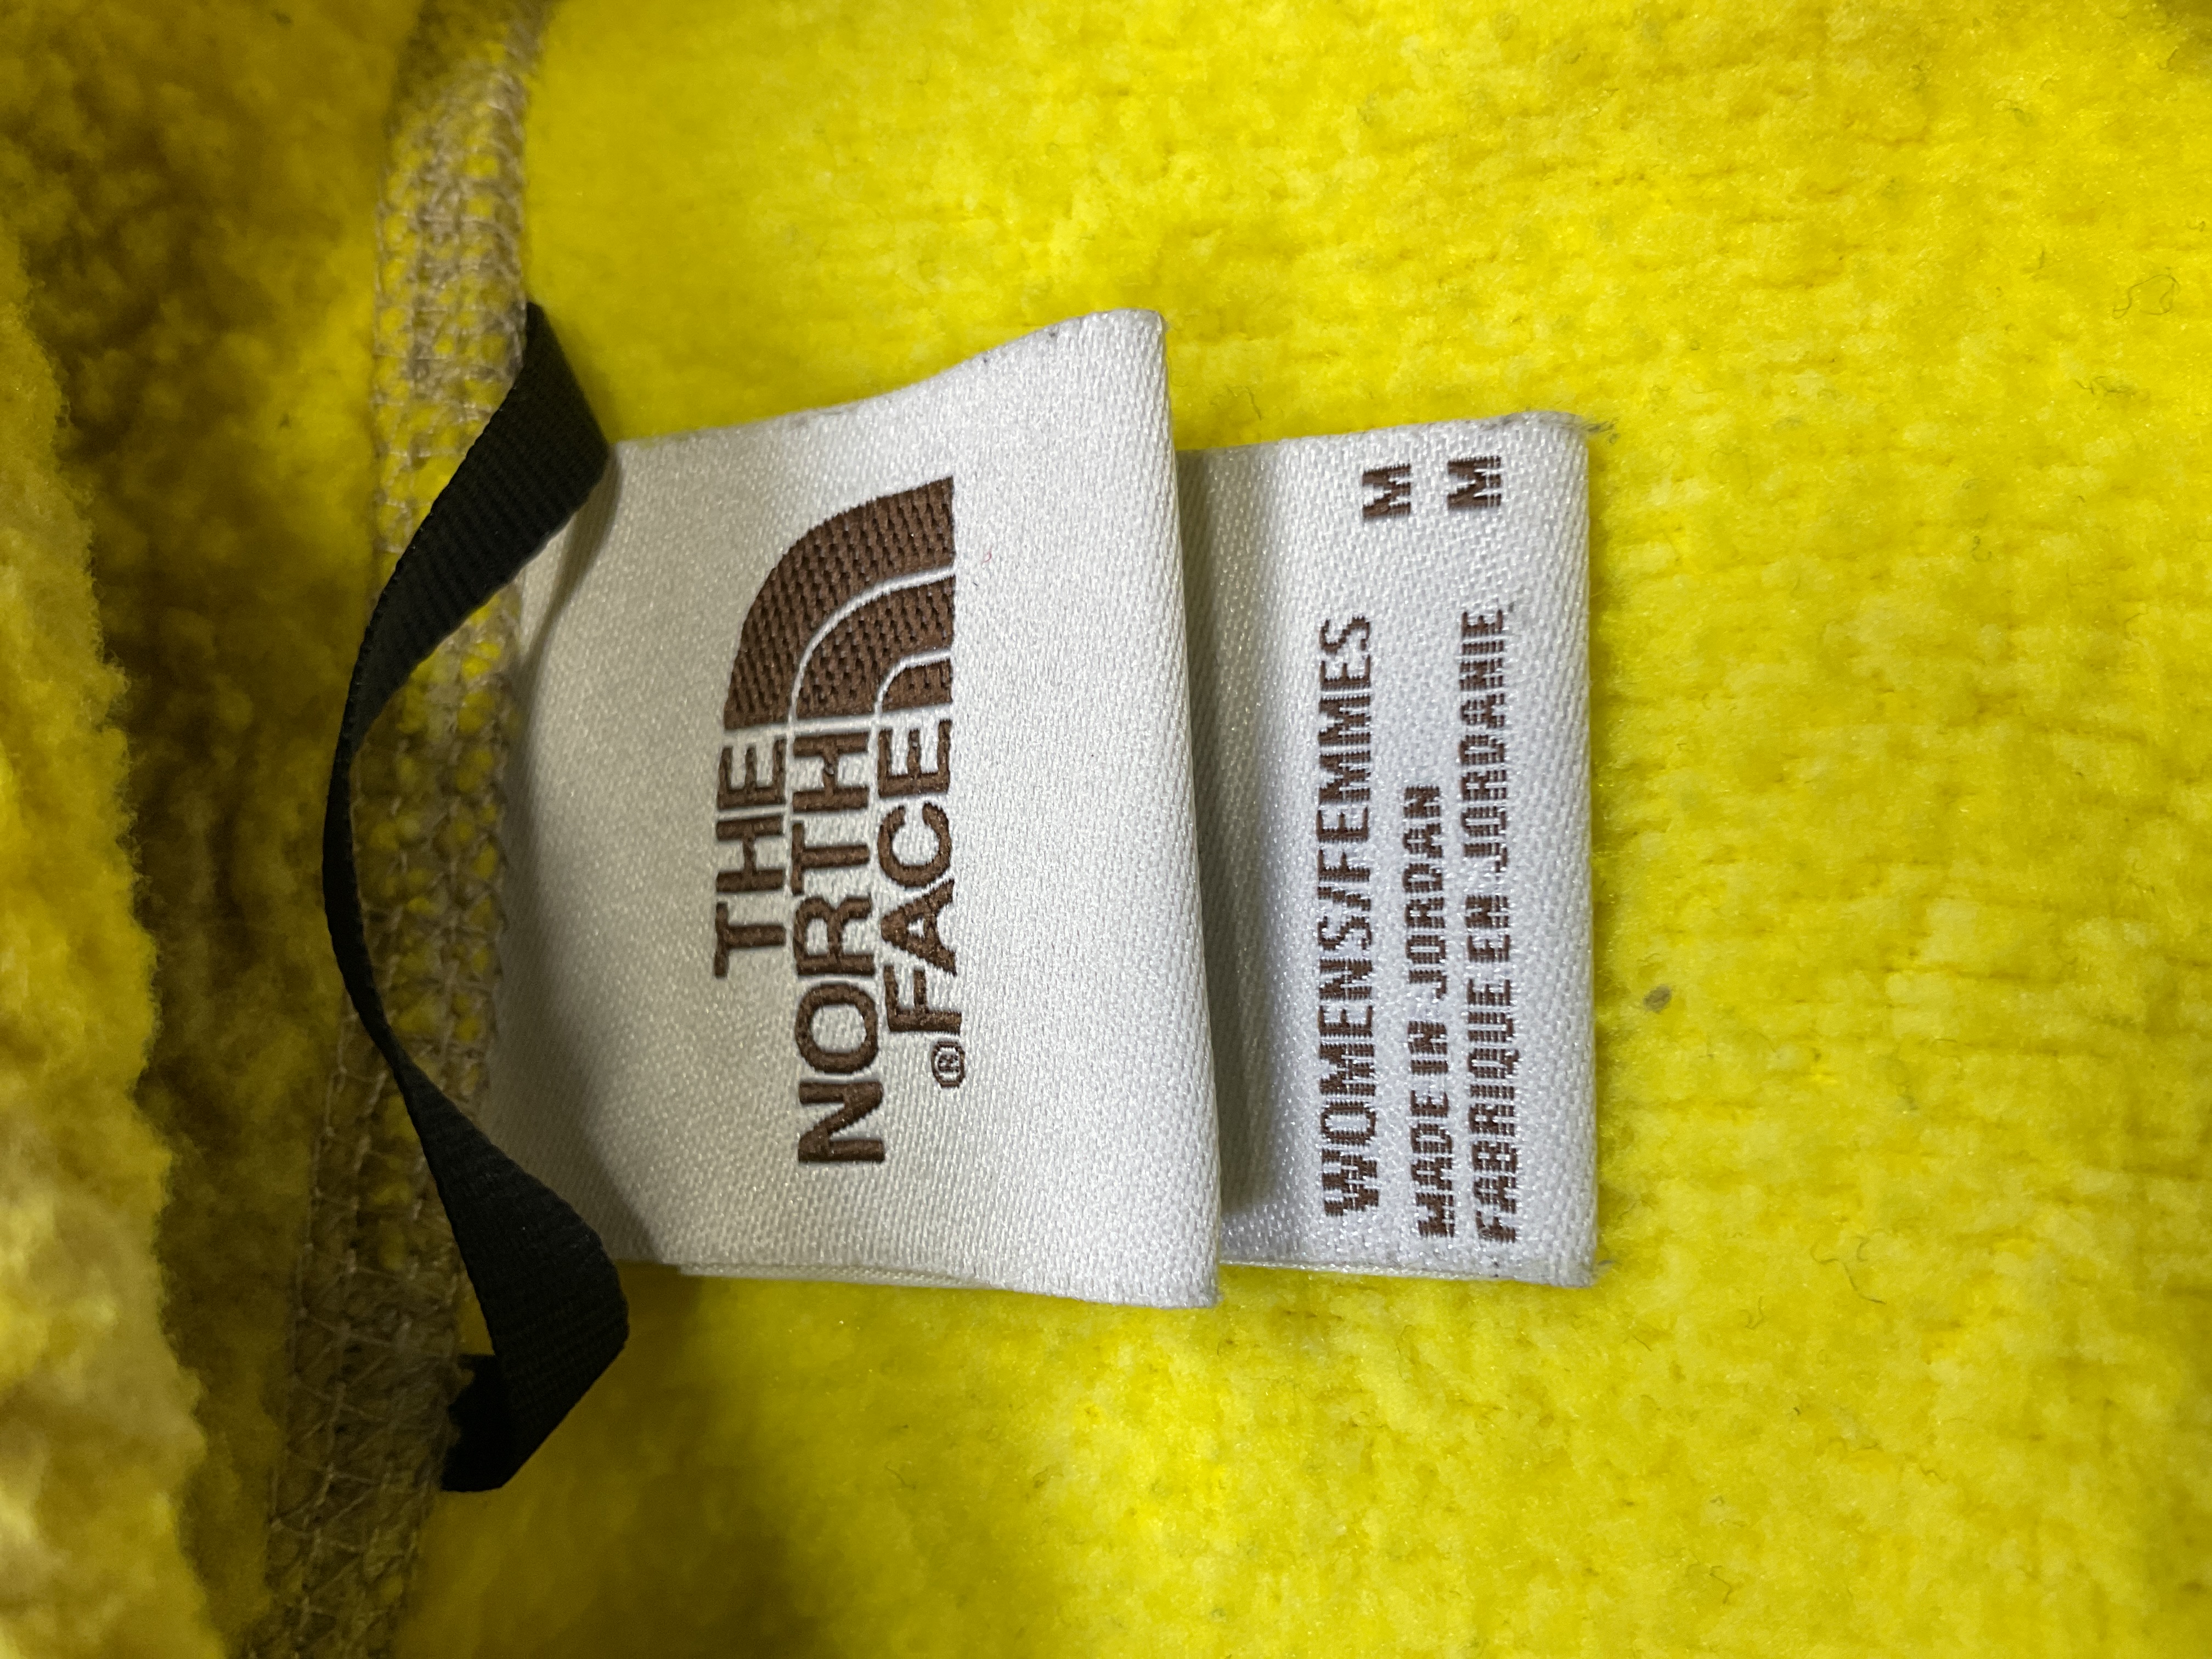 THE
NORTH
FACE®
WOMENS/FEMMES
M
MADE IN JORDAN
M
FABRIQUE EN JORDANIE